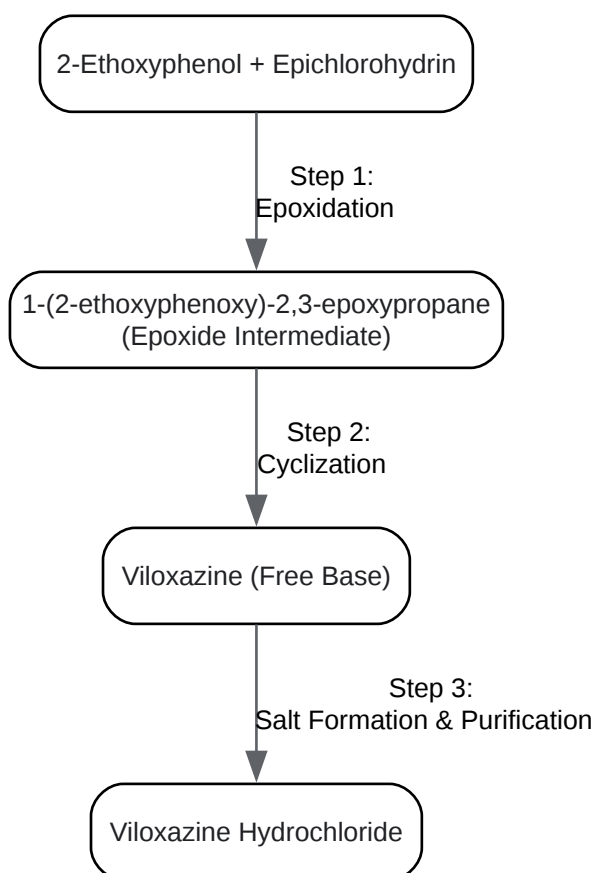 2-Ethoxyphenol + Epichlorohydrin
Step 1:
Epoxidation
1-(2-ethoxyphenoxy)-2,3-epoxypropane
(Epoxide Intermediate)
Step 2:
Cyclization
Viloxazine (Free Base)
Step 3:
Salt Formation & Purification
Viloxazine Hydrochloride